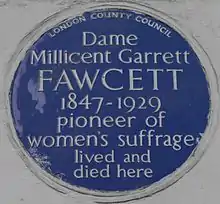 LONDON COUNTY COUNCIL
Dame
Millicent Garrett
FAWCETT
1847-1929
pioneer of
women's suffrage
lived and
died here